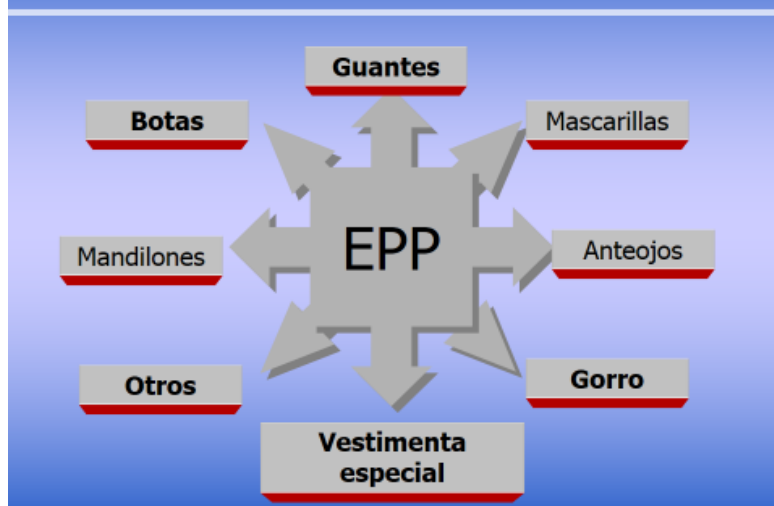 Guantes
Botas
Mascarillas
EPP
Mandilones
Anteojos
Otros
Gorro
Vestimenta
especial